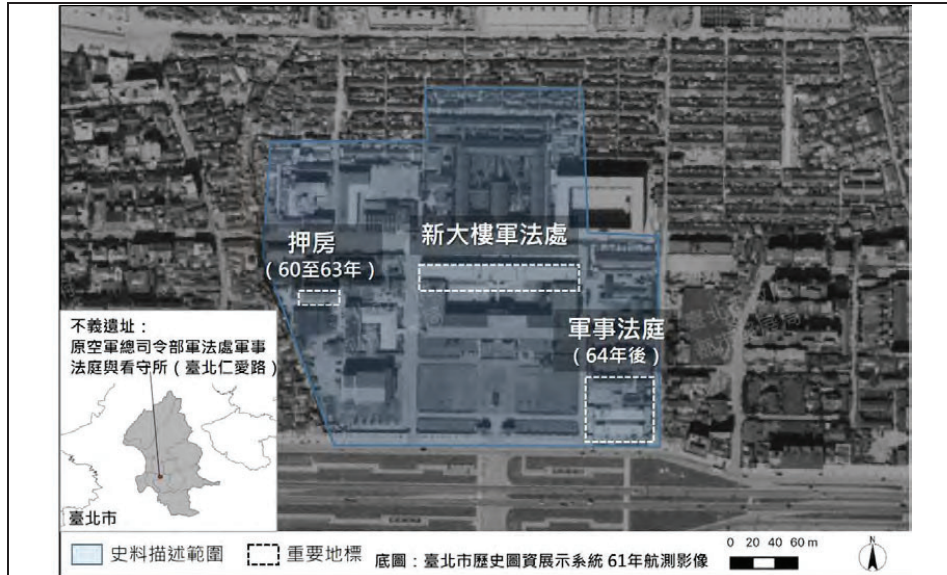 押房
（60至63年）
新大樓軍法處
軍事法庭
（64年後）
不義遺址：
原空軍總司令部軍法處軍事
法庭與看守所（臺北仁愛路）
臺北市
史料描述範圍
重要地標
底圖：臺北市歷史圖資展示系統 61年航測影像
0 20 40 60 m
N